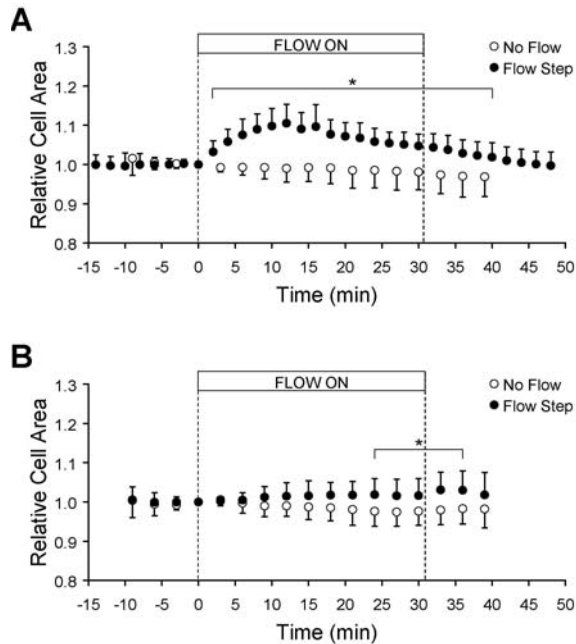 A
FLOW ON
No Flow
Flow Step
*
Relative Cell Area
1.3
1.2
1.1
1.0
0.9
0.8
-15 -10 -5 0 5 10 15 20 25 30 35 40 45 50
Time (min)
B
FLOW ON
No Flow
Flow Step
*
Relative Cell Area
1.3
1.2
1.1
1.0
0.9
0.8
-15 -10 -5 0 5 10 15 20 25 30 35 40 45 50
Time (min)